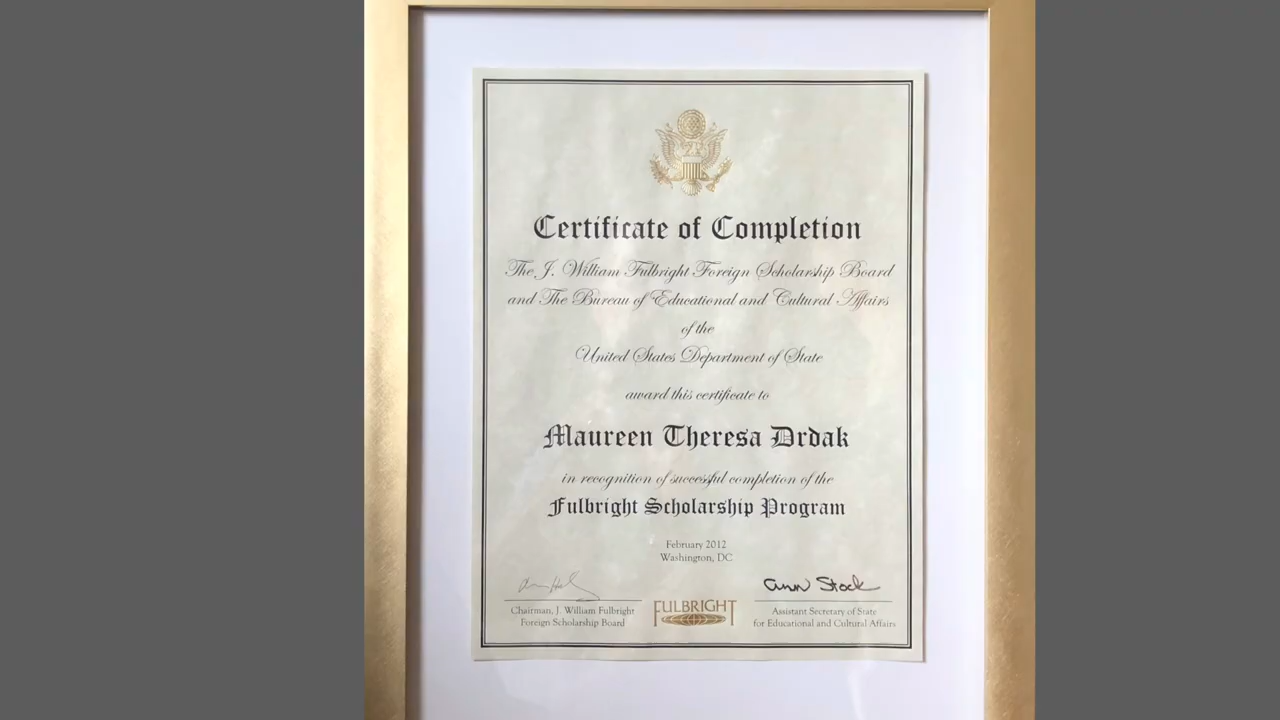 Certificate of Completion
The J. William Fulbright Foreign Scholarship Board
and The Bureau of Educational and Cultural Affairs
of the
United States Department of State
award this certificate to
Maureen Theresa Drdak
in recognition of successful completion of the
Fulbright Scholarship Program
February 2012
Washington, DC
Ann Stock
Chairman, J. William Fulbright
Foreign Scholarship Board
FULBRIGHT
Assistant Secretary of State
for Educational and Cultural Affairs